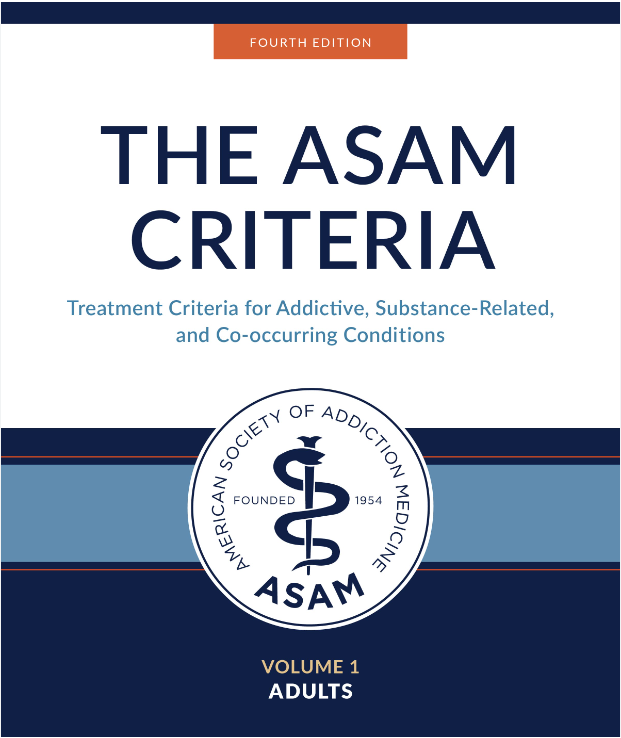 FOURTH EDITION
THE ASAM
CRITERIA
Treatment Criteria for Addictive, Substance-Related,
and Co-occurring Conditions
AMERICAN SOCIETY OF ADDICTION MEDICINE
FOUNDED 1954
ASAM
VOLUME 1
ADULTS